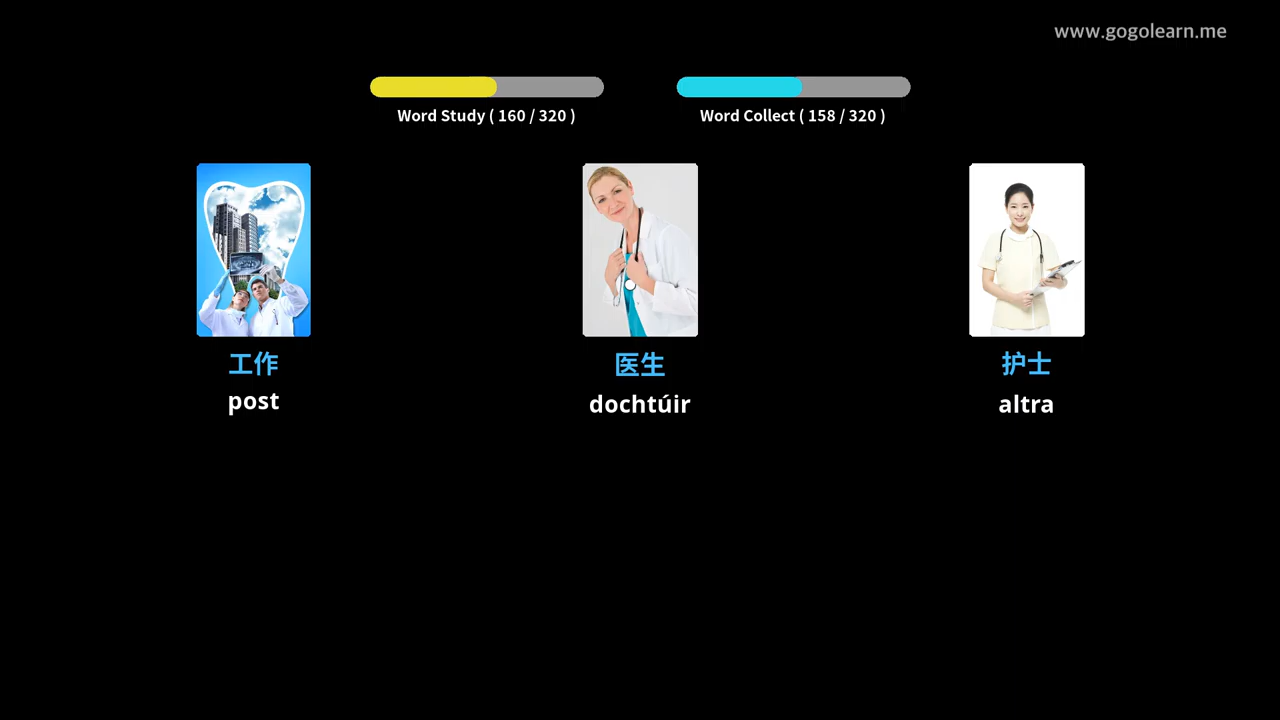 www.gogolearn.me
Word Study ( 160 / 320 )
Word Collect ( 158 / 320 )
工作
医生
护士
post
dochtúir
altra